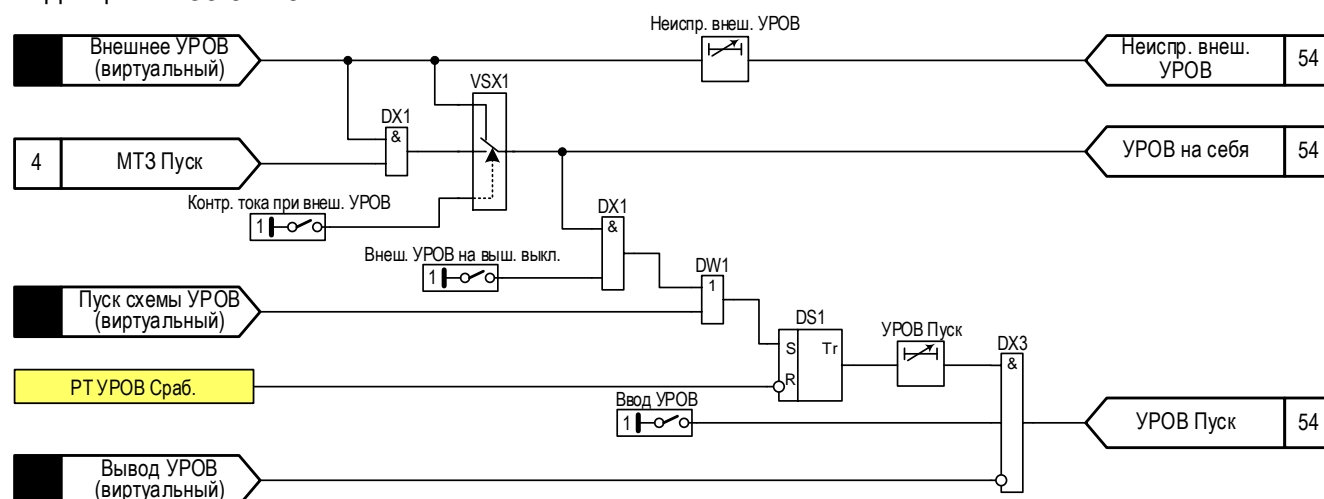 Неиспр. внеш. УРОВ
Внешнее УРОВ
(виртуальный)
Неиспр. внеш.
УРОВ
54
VSX1
DX1
&
4
МТЗ Пуск
УРОВ на себя
54
Контр. тока при внеш. УРОВ
1
DX1
&
Внеш. УРОВ на выш. выкл.
1
DW1
1
Пуск схемы УРОВ
(виртуальный)
DS1
S
Tr
R
УРОВ Пуск
DX3
&
РТ УРОВ Сраб.
Ввод УРОВ
1
УРОВ Пуск
54
Вывод УРОВ
(виртуальный)